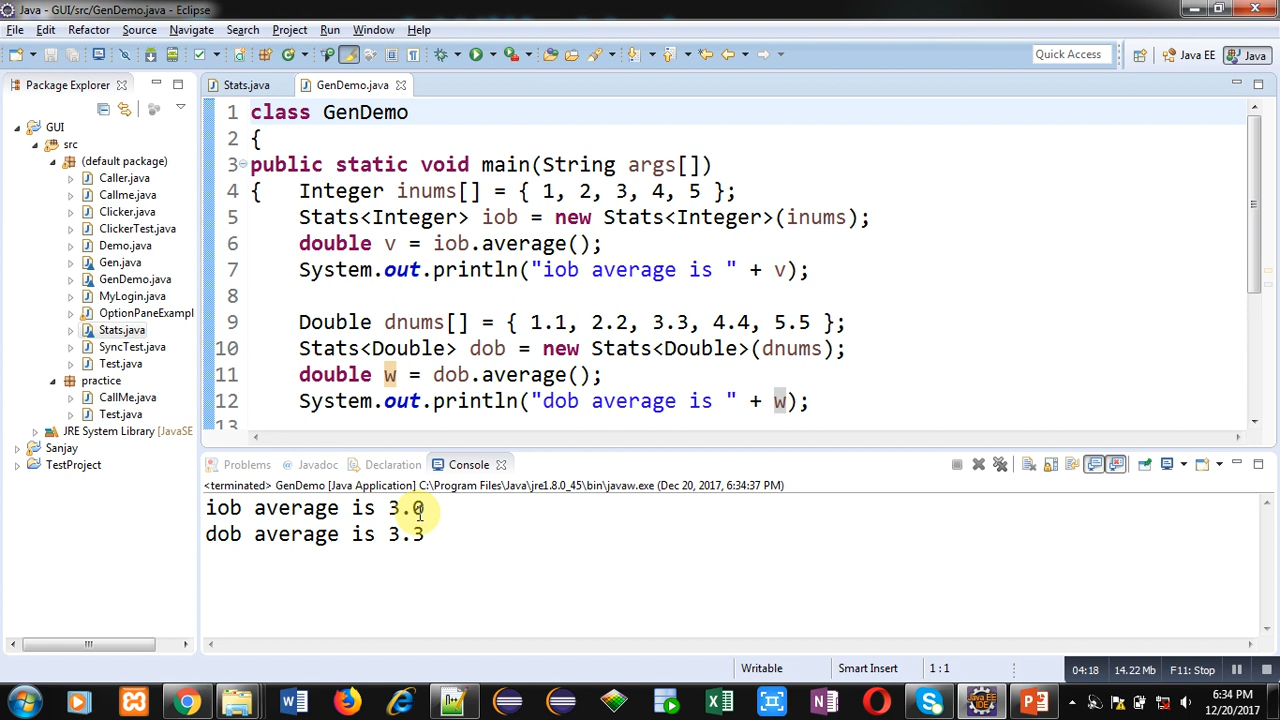 Java - GUI/src/GenDemo.java - Eclipse
File Edit Refactor Source Navigate Search Project Run Window Help
Quick Access
Java EE
Java
Package Explorer
Stats.java
GenDemo.java
GUI
src
(default package)
Caller.java
Callme.java
Clicker.java
ClickerTest.java
Demo.java
Gen.java
GenDemo.java
MyLogin.java
OptionPaneExampl
Stats.java
SyncTest.java
Test.java
practice
CallMe.java
Test.java
JRE System Library [JavaSE
Sanjay
TestProject
1 class GenDemo
2 {
3 public static void main(String args[])
4 { Integer inums[] = { 1, 2, 3, 4, 5 };
5 Stats<Integer> iob = new Stats<Integer>(inums);
6 double v = iob.average();
7 System.out.println("iob average is " + v);
8
9 Double dnums[] = { 1.1, 2.2, 3.3, 4.4, 5.5 };
10 Stats<Double> dob = new Stats<Double>(dnums);
11 double w = dob.average();
12 System.out.println("dob average is " + w);
13
Problems Javadoc Declaration Console
<terminated> GenDemo [Java Application] C:\Program Files\Java\jre1.8.0_45\bin\javaw.exe (Dec 20, 2017, 6:34:37 PM)
iob average is 3.0
dob average is 3.3
Writable
Smart Insert
1 : 1
04:18
14.22 Mb
F11: Stop
6:34 PM
12/20/2017